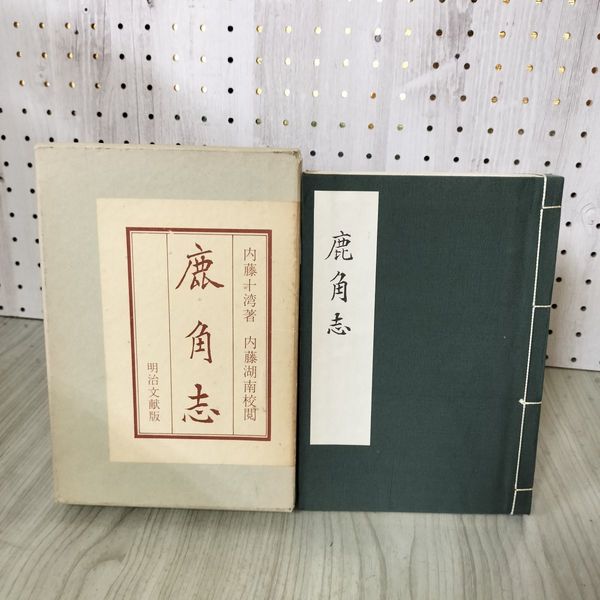 内藤十湾著 内藤湖南校閲
鹿角志
明治文献版
鹿角志